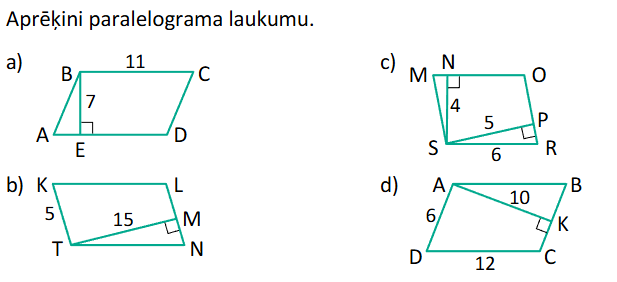 Aprēķini paralelograma laukumu.
a)
B
11
C
7
A
E
D
c)
M
N
O
4
5
P
S
6
R
b)
K
L
5
15
M
T
N
d)
A
B
10
6
K
D
12
C